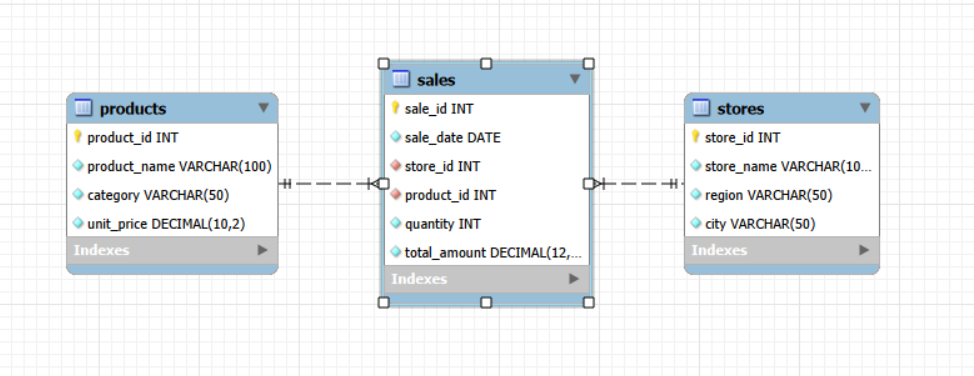 products
product_id INT
product_name VARCHAR(100)
category VARCHAR(50)
unit_price DECIMAL(10,2)
Indexes
sales
sale_id INT
sale_date DATE
store_id INT
product_id INT
quantity INT
total_amount DECIMAL(12,...
Indexes
stores
store_id INT
store_name VARCHAR(10...
region VARCHAR(50)
city VARCHAR(50)
Indexes